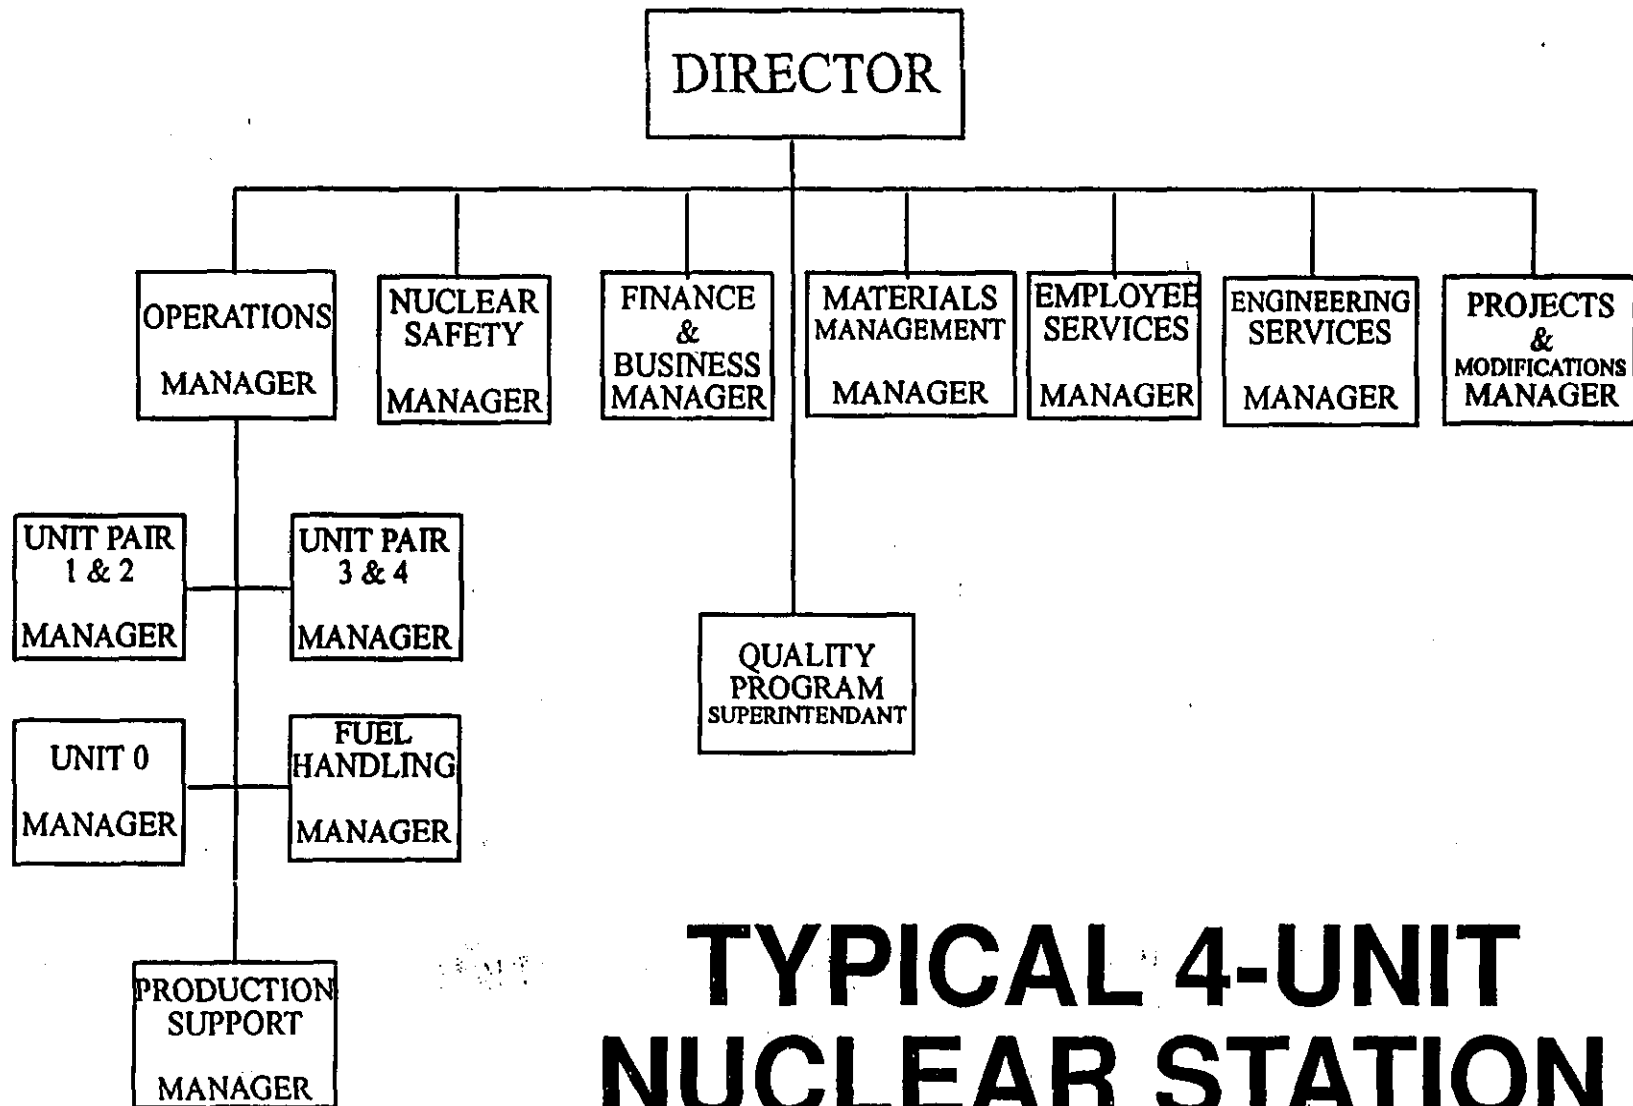 DIRECTOR
OPERATIONS
MANAGER
NUCLEAR
SAFETY
MANAGER
FINANCE
&
BUSINESS
MANAGER
MATERIALS
MANAGEMENT
MANAGER
EMPLOYEE
SERVICES
MANAGER
ENGINEERING
SERVICES
MANAGER
PROJECTS
&
MODIFICATIONS
MANAGER
UNIT PAIR
1 & 2
MANAGER
UNIT PAIR
3 & 4
MANAGER
QUALITY
PROGRAM
SUPERINTENDANT
UNIT 0
MANAGER
FUEL
HANDLING
MANAGER
PRODUCTION
SUPPORT
MANAGER
TYPICAL 4-UNIT
NUCLEAR STATION